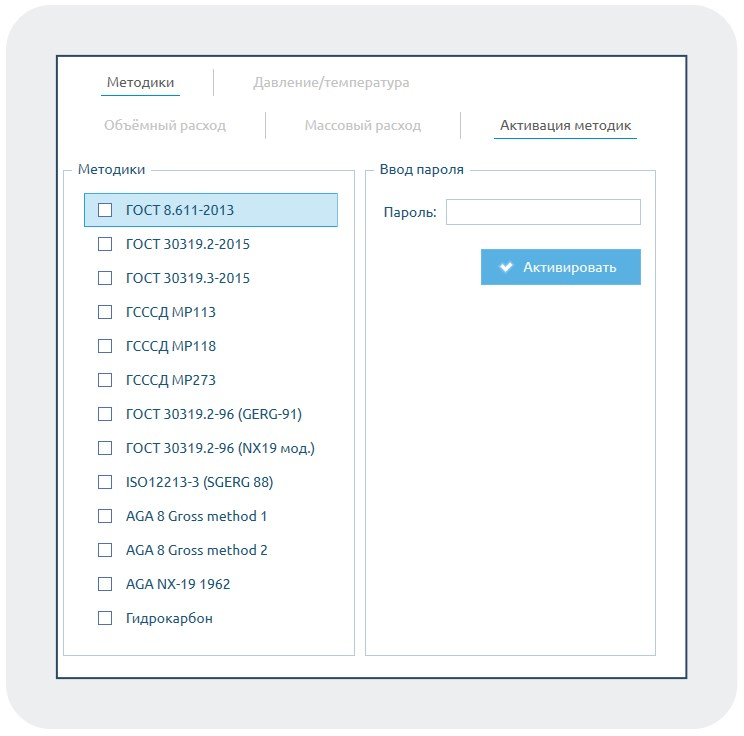 Методики
Давление/температура
Объёмный расход
Массовый расход
Активация методик
Методики
ГОСТ 8.611-2013
ГОСТ 30319.2-2015
ГОСТ 30319.3-2015
ГСССД МР113
ГСССД МР118
ГСССД МР273
ГОСТ 30319.2-96 (GERG-91)
ГОСТ 30319.2-96 (NX19 мод.)
ISO12213-3 (SGERG 88)
AGA 8 Gross method 1
AGA 8 Gross method 2
AGA NX-19 1962
Гидрокарбон
Ввод пароля
Пароль:
Активировать